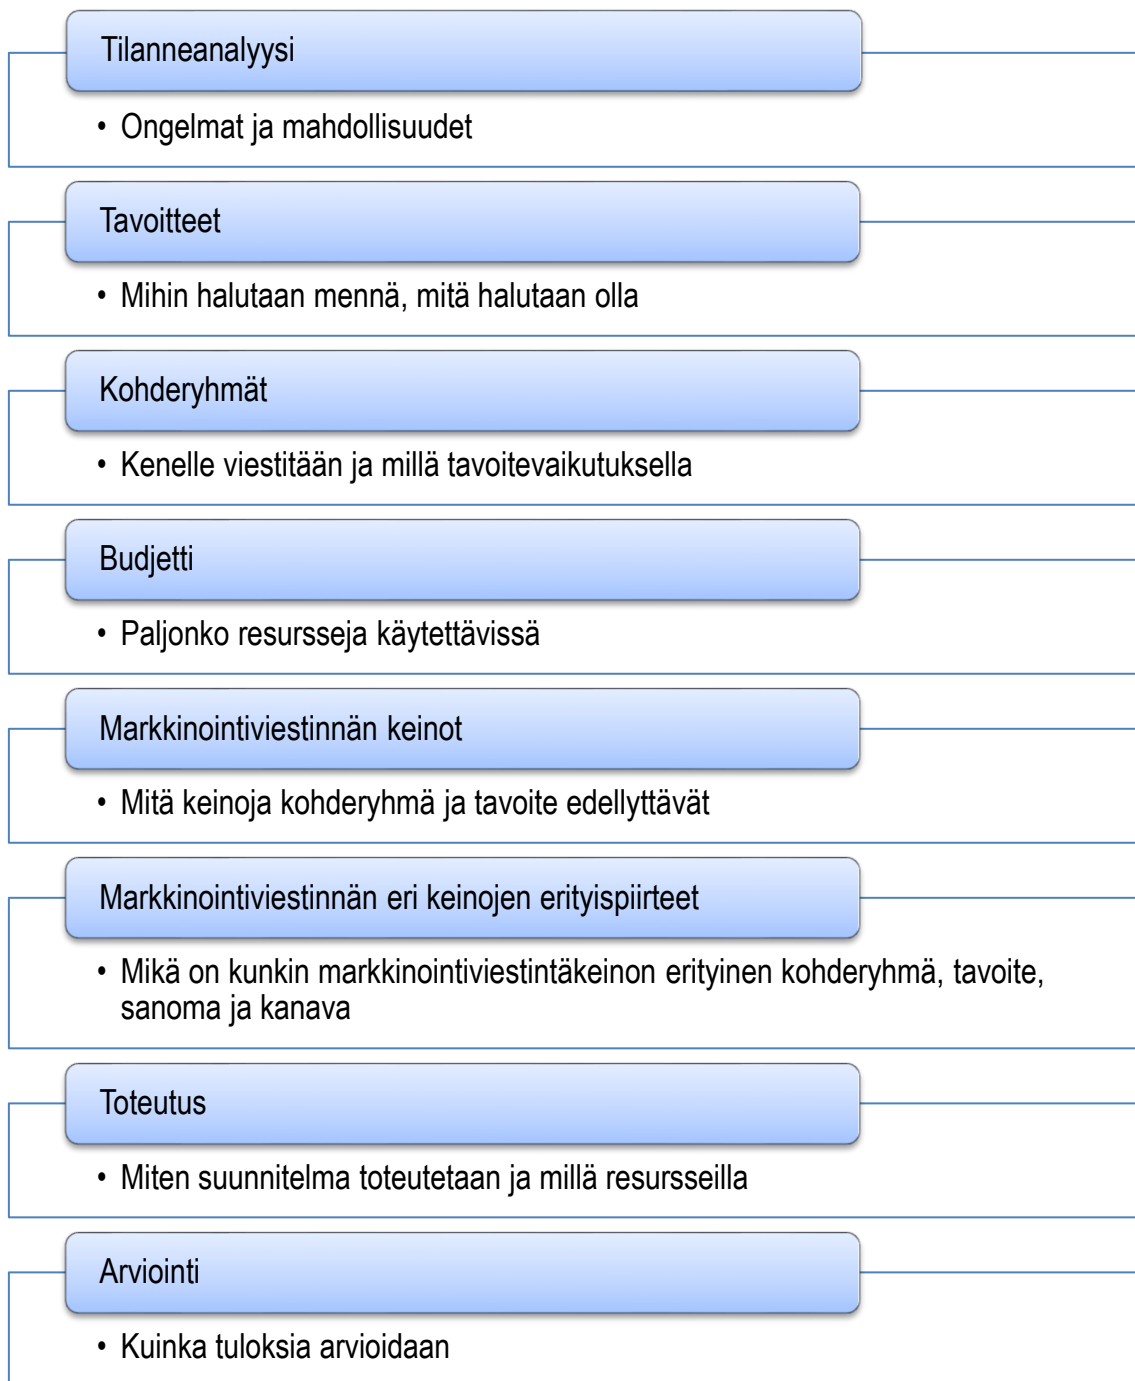 Tilanneanalyysi
• Ongelmat ja mahdollisuudet
Tavoitteet
• Mihin halutaan mennä, mitä halutaan olla
Kohderyhmät
• Kenelle viestitään ja millä tavoitevaikutuksella
Budjetti
• Paljonko resursseja käytettävissä
Markkinointiviestinnän keinot
• Mitä keinoja kohderyhmä ja tavoite edellyttävät
Markkinointiviestinnän eri keinojen erityispiirteet
• Mikä on kunkin markkinointiviestintäkeinon erityinen kohderyhmä, tavoite,
sanoma ja kanava
Toteutus
• Miten suunnitelma toteutetaan ja millä resursseilla
Arviointi
• Kuinka tuloksia arvioidaan